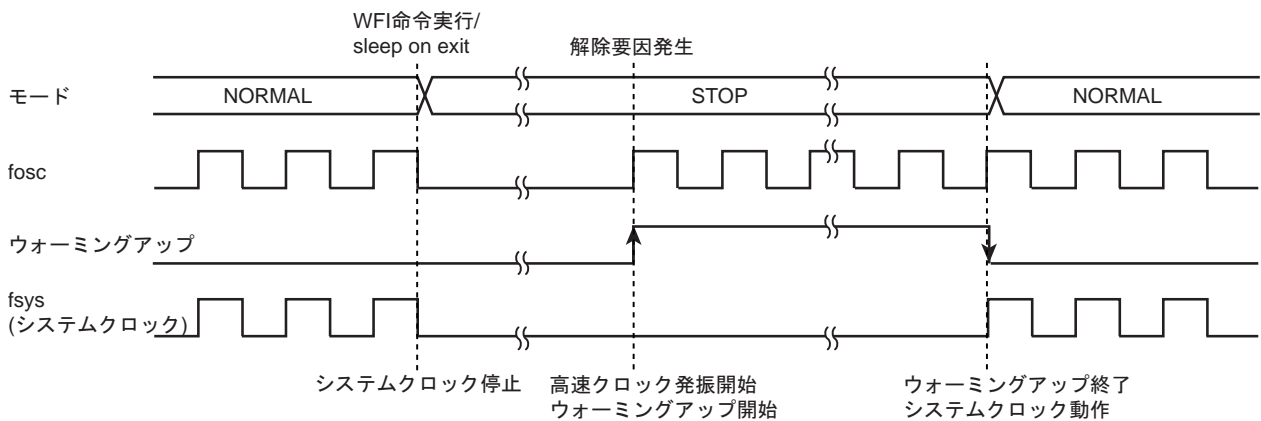 WFI命令実行/
sleep on exit
解除要因発生
モード
NORMAL
STOP
NORMAL
fosc
ウォーミングアップ
fsys
(システムクロック)
システムクロック停止
高速クロック発振開始
ウォーミングアップ開始
ウォーミングアップ終了
システムクロック動作